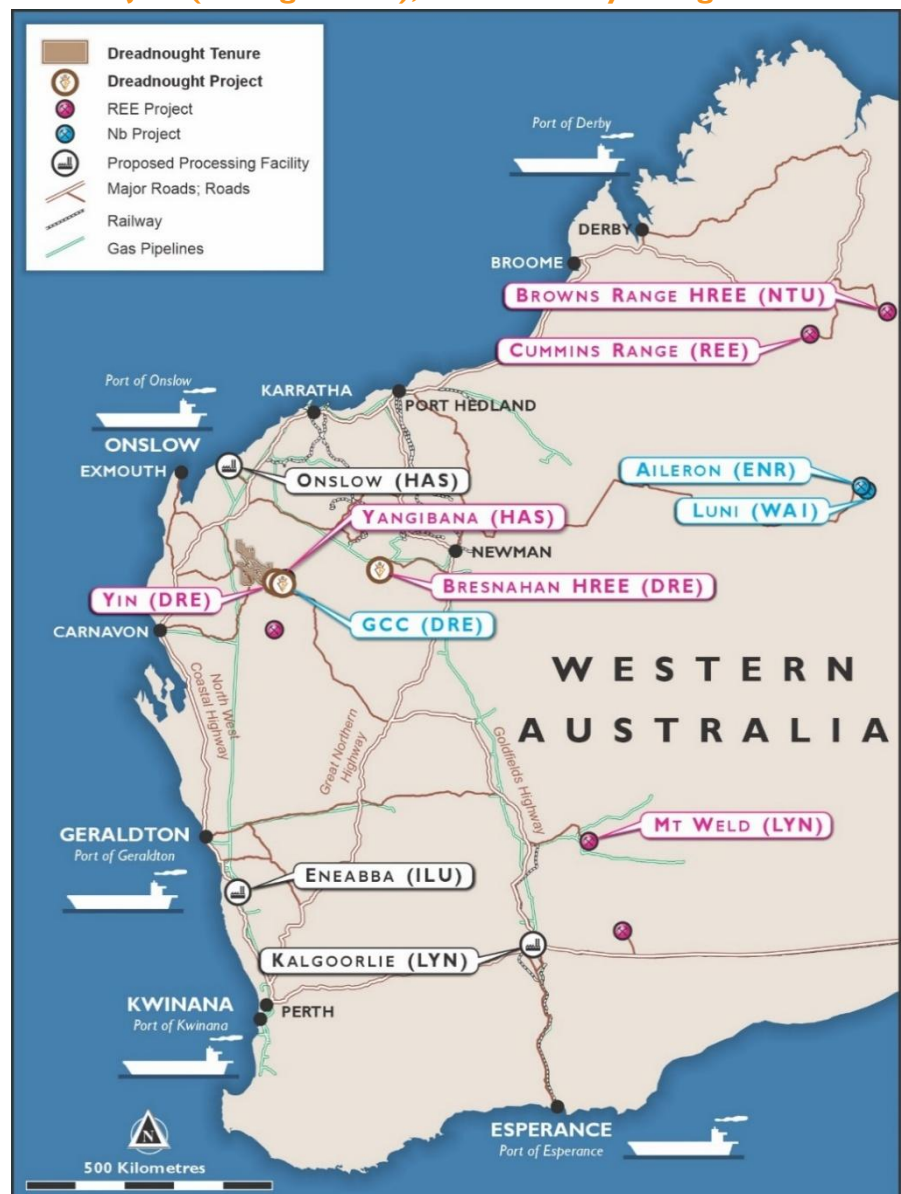 Dreadnought Tenure
Dreadnought Project
REE Project
Nb Project
Proposed Processing Facility
Major Roads; Roads
Railway
Gas Pipelines
Port of Derby
DERBY
BROOME
BROWNS RANGE HREE (NTU)
CUMMINS RANGE (REE)
Port of Onslow
KARRATHA
PORT HEDLAND
ONSLOW
EXMOUTH
ONSLOW (HAS)
AILERON (ENR)
LUNI (WAI)
YANGIBANA (HAS)
NEWMAN
BRESNAHAN HREE (DRE)
YIN (DRE)
GCC (DRE)
CARNAVON
WESTERN
AUSTRALIA
North West
Coastal Highway
Great Northern
Highway
Goldfields Highway
GERALDTON
Port of Geraldton
MT WELD (LYN)
ENEABBA (ILU)
KALGOORLIE (LYN)
KWINANA
Port of Kwinana
PERTH
ESPERANCE
Port of Esperance
N
500 Kilometres